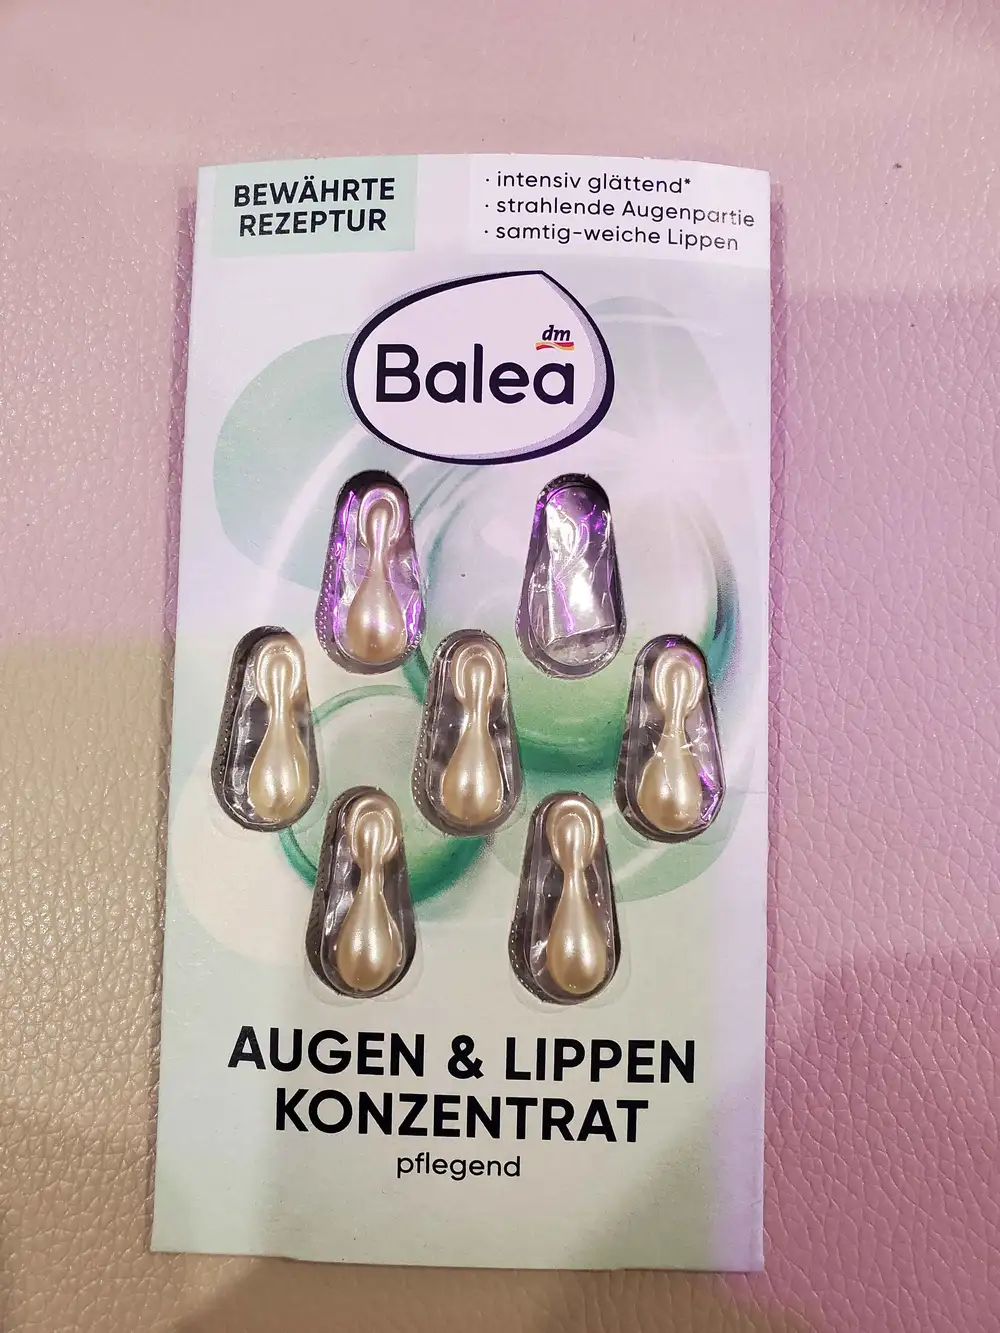 BEWÄHRTE
REZEPTUR
· intensiv glättend*
· strahlende Augenpartie
· samtig-weiche Lippen
dm
Balea
AUGEN & LIPPEN
KONZENTRAT
pflegend